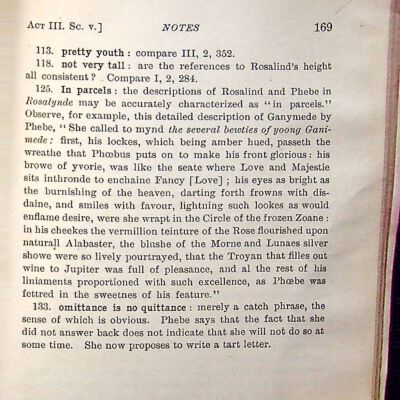 ACT III. SC. V.] NOTES 169
113. pretty youth: compare III, 2, 352.
118. not very tall: are the references to Rosalind's height
all consistent? Compare I, 2, 284.
125. In parcels: the descriptions of Rosalind and Phebe in
Rosalynde may be accurately characterized as "in parcels."
Observe, for example, this detailed description of Ganymede by
Phebe, "She called to mynd the several bewties of yoong Gani-
mede: first, his lockes, which being amber hued, passeth the
wreathe that Phœbus puts on to make his front glorious: his
browe of yvorie, was like the seate where Love and Majestie
sits inthronde to enchaine Fancy [Love]; his eyes as bright as
the burnishing of the heaven, darting forth frowns with dis-
daine, and smiles with favour, lightning such lookes as would
enflame desire, were she wrapt in the Circle of the frozen Zoane:
in his cheekes the vermillion teinture of the Rose flourished upon
naturall Alabaster, the blushe of the Morne and Lunaes silver
showe were so lively pourtrayed, that the Troyan that filles out
wine to Jupiter was full of pleasance, and al the rest of his
liniaments proportioned with such excellence, as Phœbe was
fettred in the sweetnes of his feature."
133. omittance is no quittance: merely a catch phrase, the
sense of which is obvious. Phebe says that the fact that she
did not answer back does not indicate that she will not do so at
some time. She now proposes to write a tart letter.